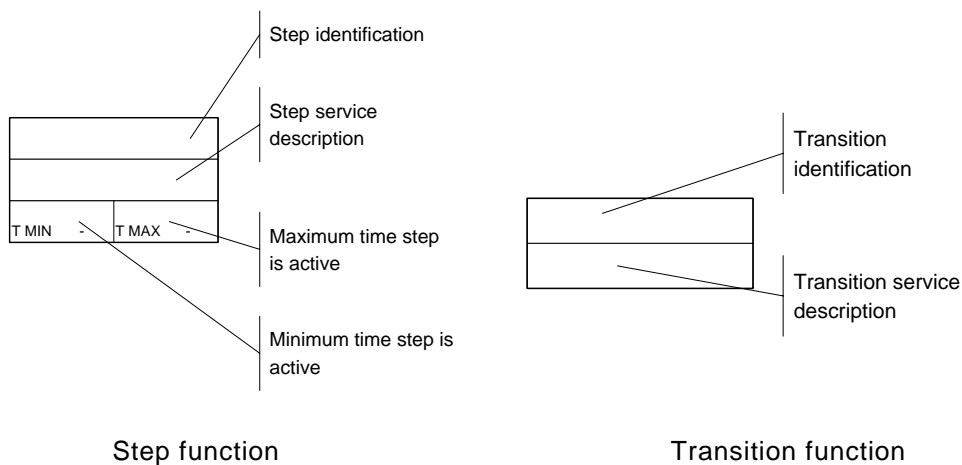 Step identification
Step service
description
T MIN - T MAX -
Maximum time step
is active
Minimum time step is
active
Step function
Transition
identification
Transition service
description
Transition function